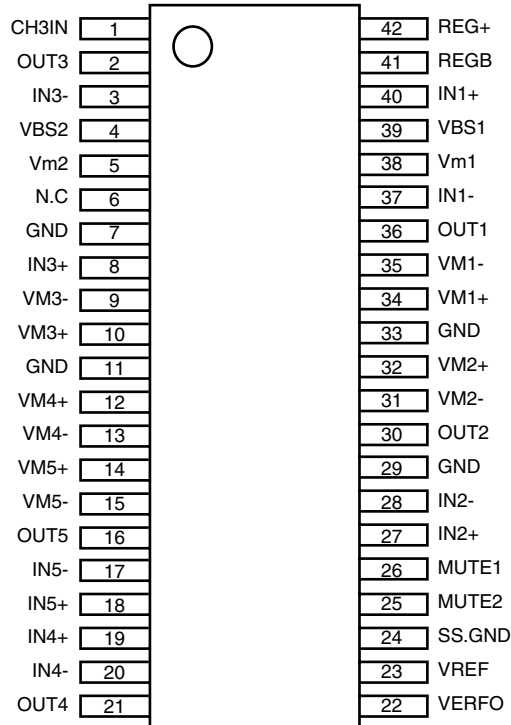 CH3IN 1 42 REG+
OUT3 2 41 REGB
IN3- 3 40 IN1+
VBS2 4 39 VBS1
Vm2 5 38 Vm1
N.C 6 37 IN1-
GND 7 36 OUT1
IN3+ 8 35 VM1-
VM3- 9 34 VM1+
VM3+ 10 33 GND
GND 11 32 VM2+
VM4+ 12 31 VM2-
VM4- 13 30 OUT2
VM5+ 14 29 GND
VM5- 15 28 IN2-
OUT5 16 27 IN2+
IN5- 17 26 MUTE1
IN5+ 18 25 MUTE2
IN4+ 19 24 SS.GND
IN4- 20 23 VREF
OUT4 21 22 VERFO